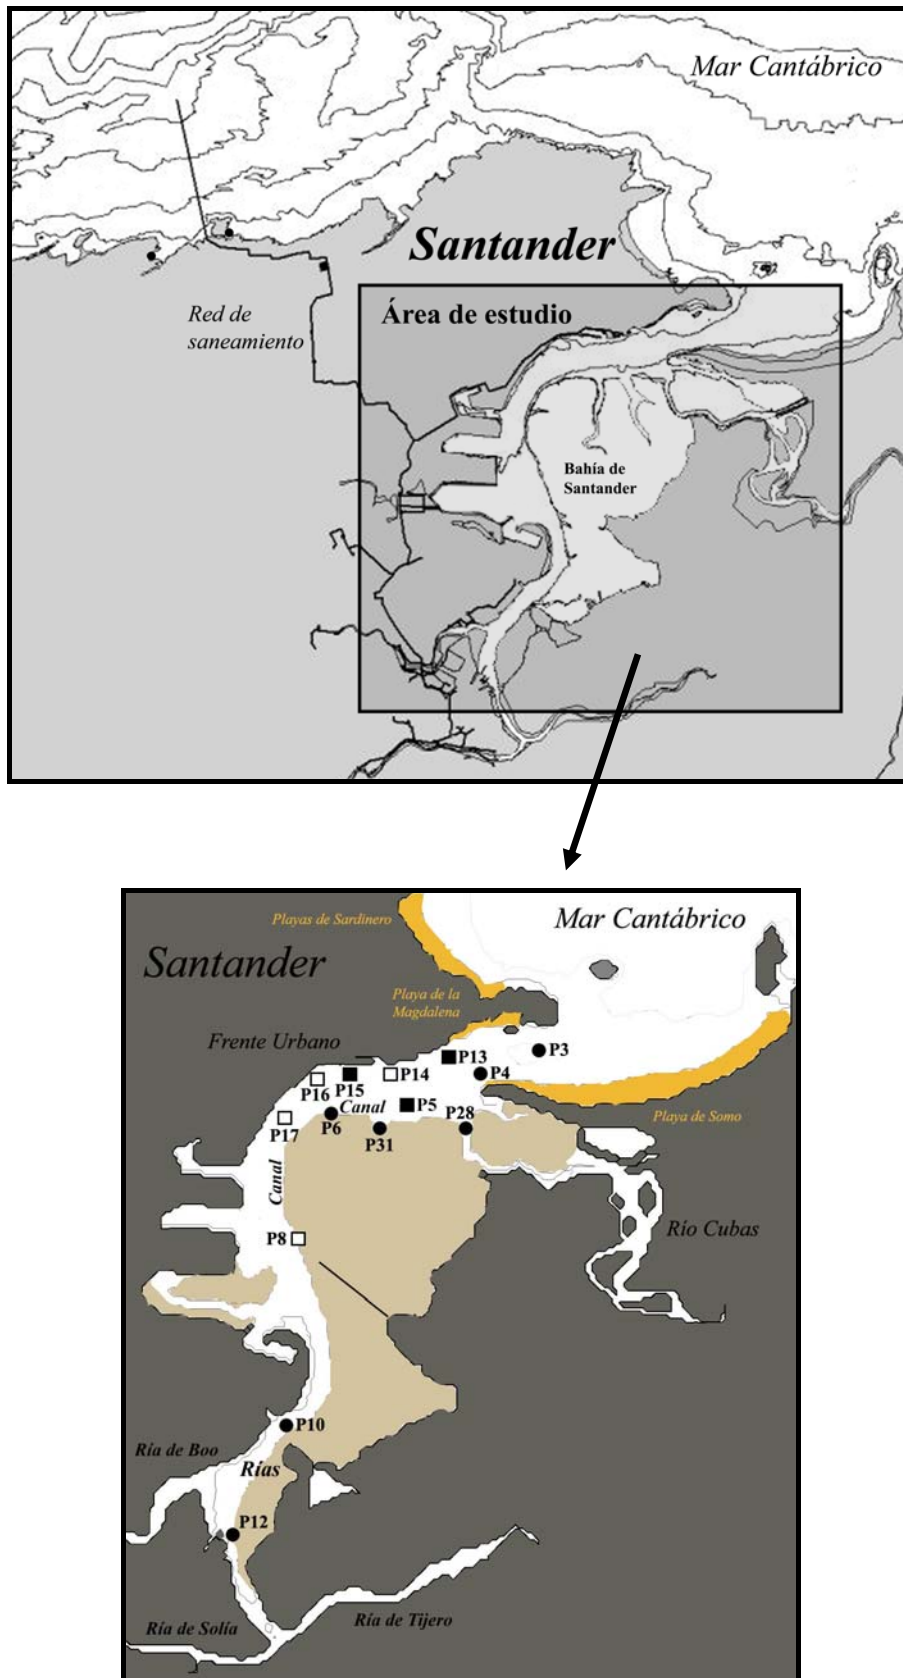 Mar Cantábrico
Santander
Red de
saneamiento
Área de estudio
Bahía de
Santander
Playas de Sardinero
Mar Cantábrico
Santander
Playa de la
Magdalena
Frente Urbano
P3
P13
P14
P4
P15
P16
Canal
P5
P28
Playa de Somo
P17
P6
P31
Canal
Río Cubas
P8
P10
Ría de Boo
Rías
P12
Ría de Solía
Ría de Tijero